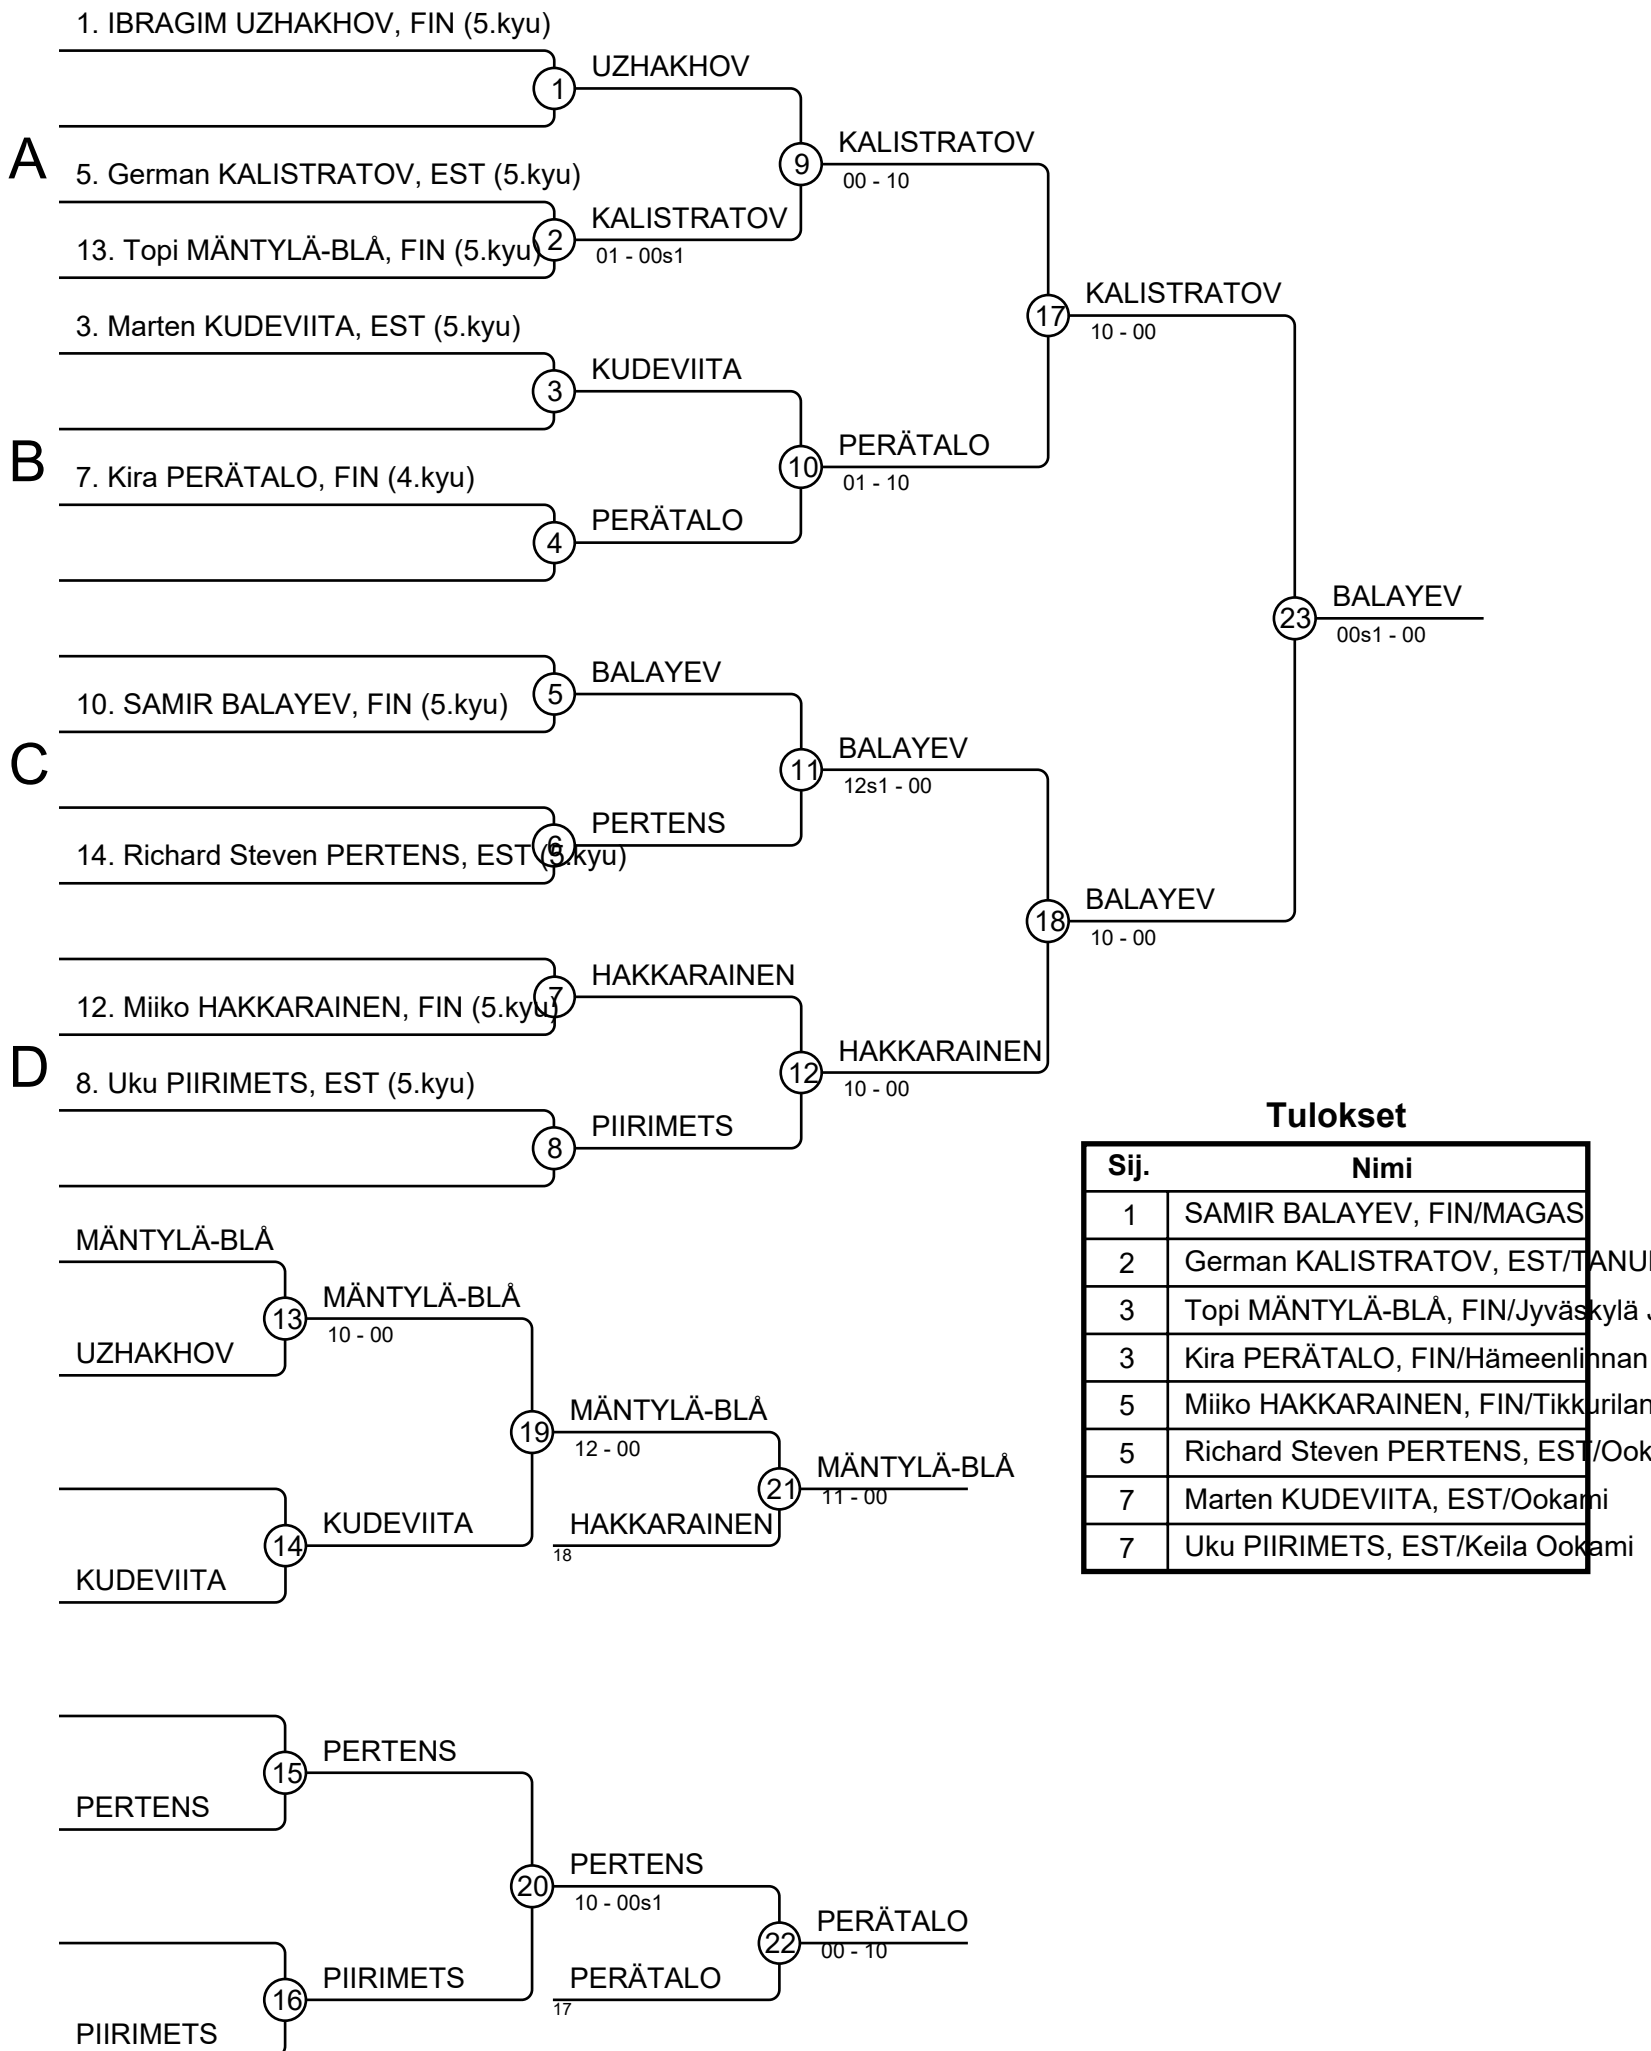 1. IBRAGIM UZHAKHOV, FIN (5.kyu)
1
UZHAKHOV
A
5. German KALISTRATOV, EST (5.kyu)
13. Topi MÄNTYLÄ-BLÅ, FIN (5.kyu)
2
KALISTRATOV
01 - 00s1
9
KALISTRATOV
00 - 10
3. Marten KUDEVIITA, EST (5.kyu)
3
KUDEVIITA
B
7. Kira PERÄTALO, FIN (4.kyu)
4
PERÄTALO
10
PERÄTALO
01 - 10
17
KALISTRATOV
10 - 00
10. SAMIR BALAYEV, FIN (5.kyu)
5
BALAYEV
C
14. Richard Steven PERTENS, EST (5.kyu)
6
PERTENS
11
BALAYEV
12s1 - 00
12. Miiko HAKKARAINEN, FIN (5.kyu)
7
HAKKARAINEN
D
8. Uku PIIRIMETS, EST (5.kyu)
8
PIIRIMETS
12
HAKKARAINEN
10 - 00
18
BALAYEV
10 - 00
23
BALAYEV
00s1 - 00
MÄNTYLÄ-BLÅ
UZHAKHOV
13
MÄNTYLÄ-BLÅ
10 - 00
KUDEVIITA
14
KUDEVIITA
19
MÄNTYLÄ-BLÅ
12 - 00
HAKKARAINEN
18
21
MÄNTYLÄ-BLÅ
11 - 00
PERTENS
15
PERTENS
PIIRIMETS
16
PIIRIMETS
20
PERTENS
10 - 00s1
PERÄTALO
17
22
PERÄTALO
00 - 10
Tulokset
Sij. Nimi
1 SAMIR BALAYEV, FIN/MAGAS
2 German KALISTRATOV, EST/TANU
3 Topi MÄNTYLÄ-BLÅ, FIN/Jyväskylä
3 Kira PERÄTALO, FIN/Hämeenlinnan
5 Miiko HAKKARAINEN, FIN/Tikkurilan
5 Richard Steven PERTENS, EST/Ook
7 Marten KUDEVIITA, EST/Ookami
7 Uku PIIRIMETS, EST/Keila Ookami